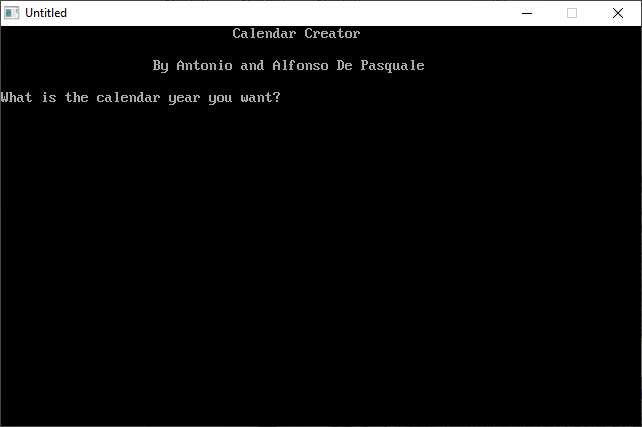 Untitled
Calendar Creator
By Antonio and Alfonso De Pasquale
What is the calendar year you want?